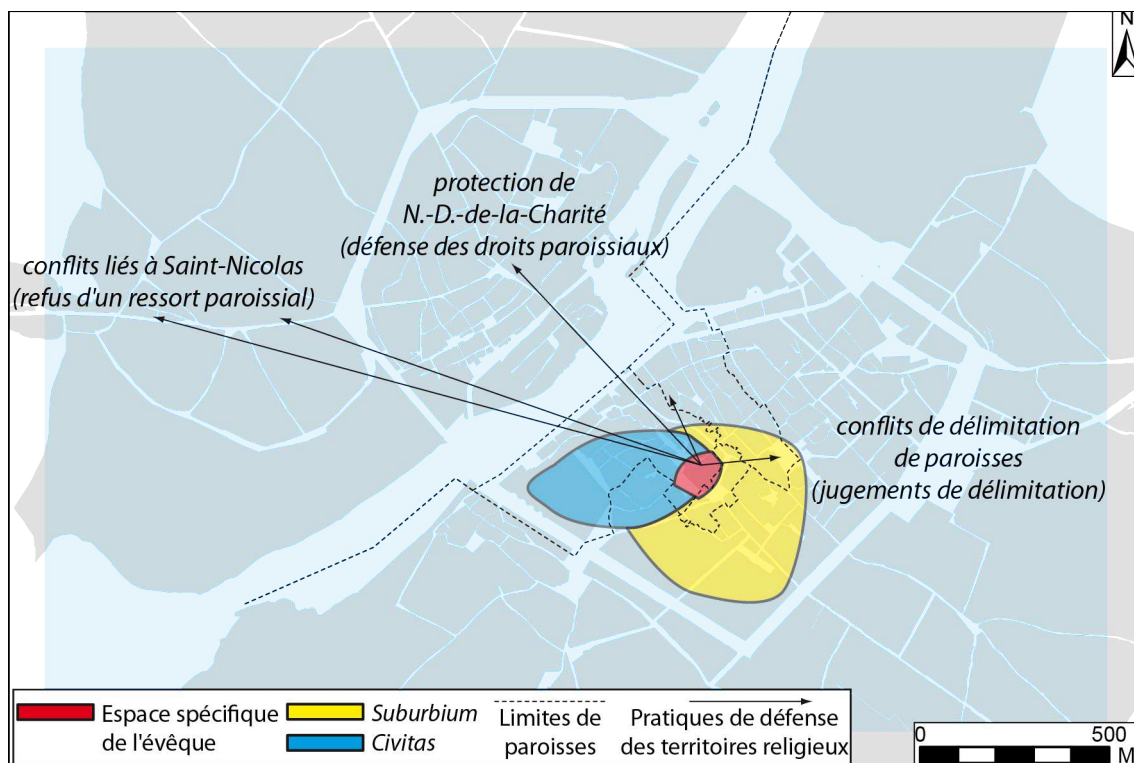 N
protection de
N.-D.-de-la-Charité
(défense des droits paroissiaux)
conflits liés à Saint-Nicolas
(refus d'un ressort paroissial)
conflits de délimitation
de paroisses
(jugements de délimitation)
Espace spécifique
de l'évêque
Suburbium
Civitas
Limites de
paroisses
Pratiques de défense
des territoires religieux
0 500
M